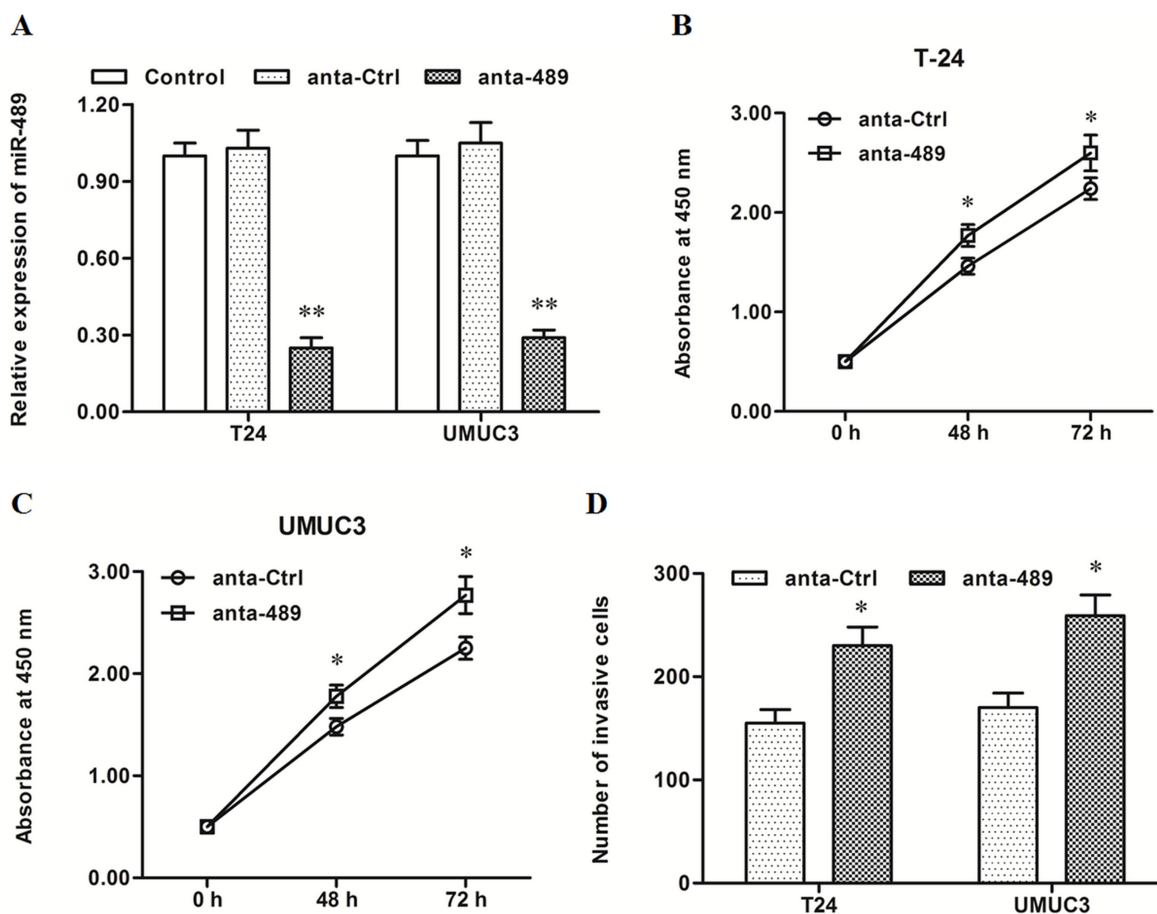 A
Control anta-Ctrl anta-489
Relative expression of miR-489
1.20
0.90
0.60
0.30
0.00
** **
T24 UMUC3
B
T-24
anta-Ctrl
anta-489
Absorbance at 450 nm
3.00
2.00
1.00
0.00
* *
0 h 48 h 72 h
C
UMUC3
anta-Ctrl
anta-489
Absorbance at 450 nm
3.00
2.00
1.00
0.00
* *
0 h 48 h 72 h
D
anta-Ctrl anta-489
Number of invasive cells
300
200
100
0
* *
T24 UMUC3